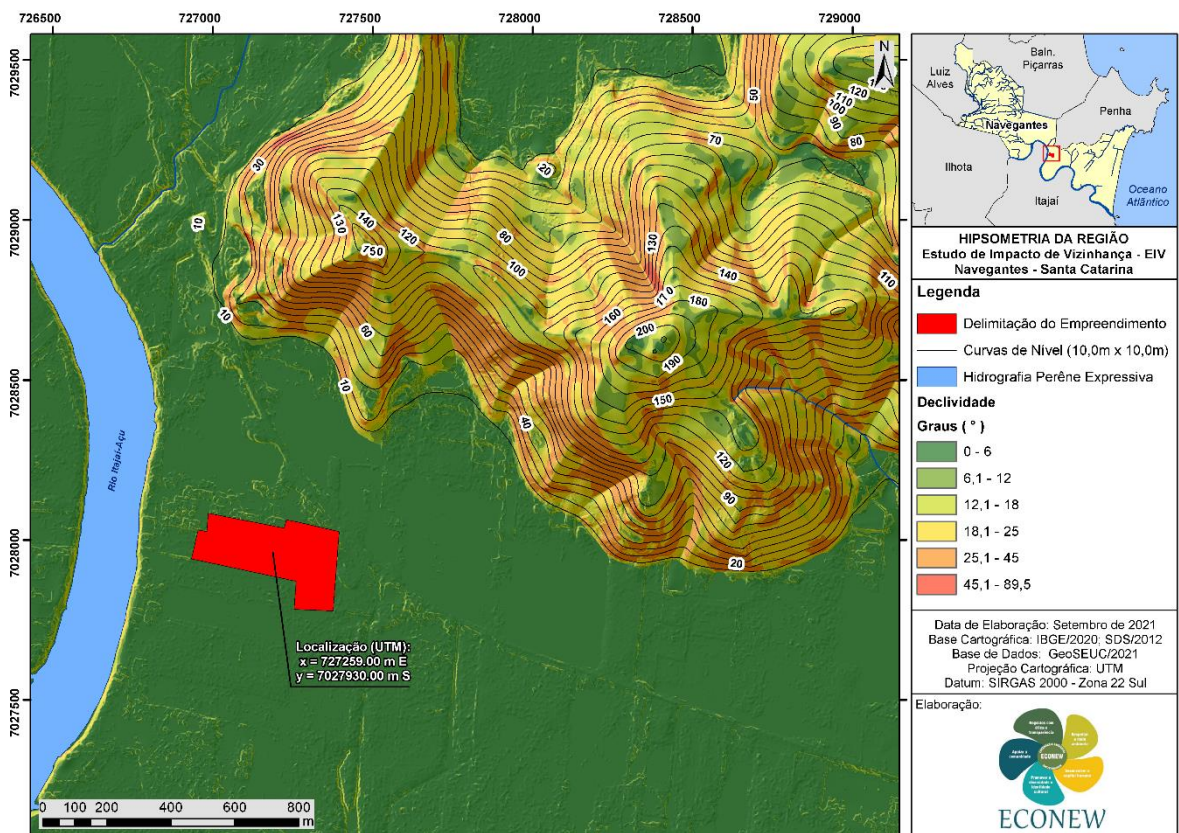 726500
727000
727500
728000
728500
729000
7029500
7029000
7028500
7028000
7027500
N
50
120
110
100
90
80
70
30
20
10
130
140
120
80
100
130
140
110
10
60
160
180
200
190
10
150
40
120
90
20
Rio Itajaí-Açu
Localização (UTM):
x = 727259.00 m E
y = 7027930.00 m S
0 100 200 400 600 800
m
Baln.
Piçarras
Luiz
Alves
Penha
Navegantes
Ilhota
Itajaí
Oceano
Atlântico
HIPSOMETRIA DA REGIÃO
Estudo de Impacto de Vizinhança - EIV
Navegantes - Santa Catarina
Legenda
Delimitação do Empreendimento
Curvas de Nível (10,0m x 10,0m)
Hidrografia Perêne Expressiva
Declividade
Graus ( ° )
0 - 6
6,1 - 12
12,1 - 18
18,1 - 25
25,1 - 45
45,1 - 89,5
Data de Elaboração: Setembro de 2021
Base Cartográfica: IBGE/2020; SDS/2012
Base de Dados: GeoSEUC/2021
Projeção Cartográfica: UTM
Datum: SIRGAS 2000 - Zona 22 Sul
Elaboração:
ECONEW
ECONEW